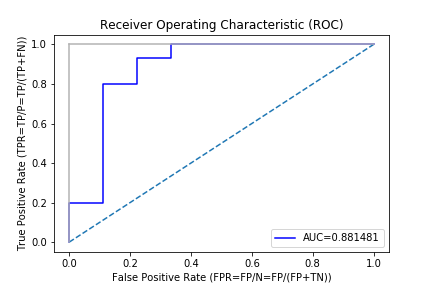 Receiver Operating Characteristic (ROC)
True Positive Rate (TPR=TP/P=TP/(TP+FN))
1.0
0.8
0.6
0.4
0.2
0.0
0.0 0.2 0.4 0.6 0.8 1.0
AUC=0.881481
False Positive Rate (FPR=FP/N=FP/(FP+TN))